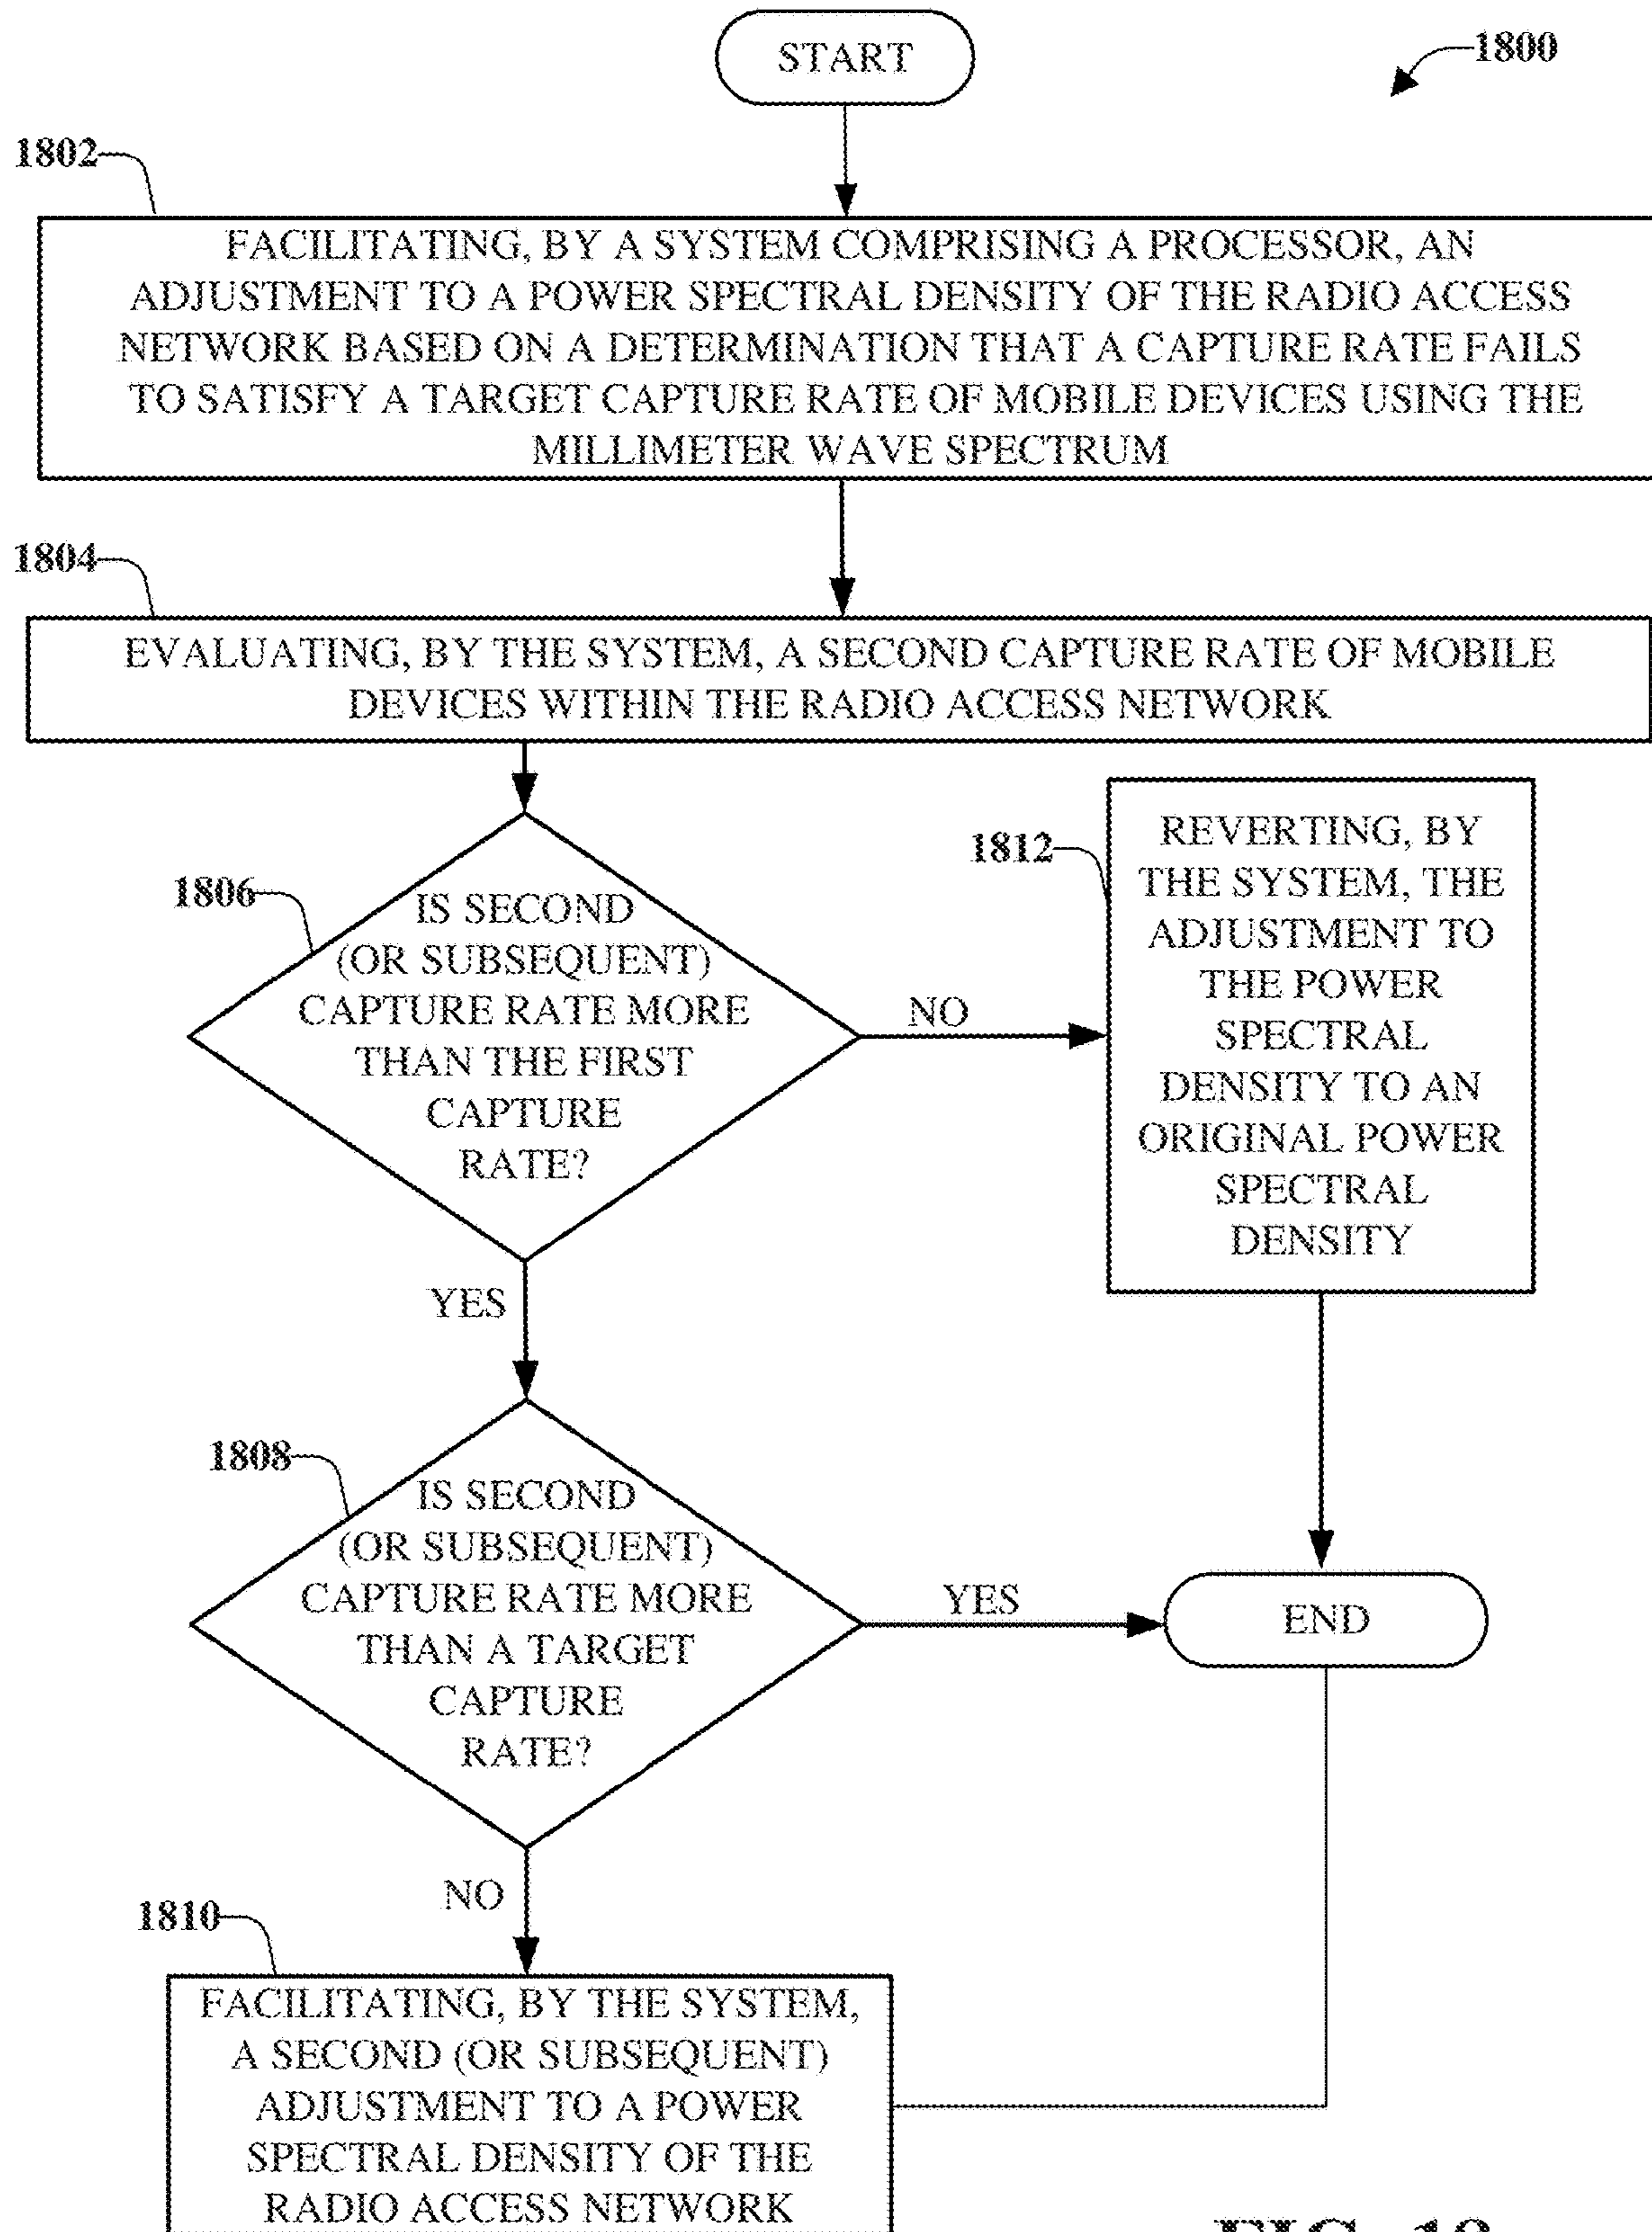 START
1800
1802
FACILITATING, BY A SYSTEM COMPRISING A PROCESSOR, AN
ADJUSTMENT TO A POWER SPECTRAL DENSITY OF THE RADIO ACCESS
NETWORK BASED ON A DETERMINATION THAT A CAPTURE RATE FAILS
TO SATISFY A TARGET CAPTURE RATE OF MOBILE DEVICES USING THE
MILLIMETER WAVE SPECTRUM
1804
EVALUATING, BY THE SYSTEM, A SECOND CAPTURE RATE OF MOBILE
DEVICES WITHIN THE RADIO ACCESS NETWORK
1806
IS SECOND
(OR SUBSEQUENT)
CAPTURE RATE MORE
THAN THE FIRST
CAPTURE
RATE?
NO
1812
REVERTING, BY
THE SYSTEM, THE
ADJUSTMENT TO
THE POWER
SPECTRAL
DENSITY TO AN
ORIGINAL POWER
SPECTRAL
DENSITY
YES
1808
IS SECOND
(OR SUBSEQUENT)
CAPTURE RATE MORE
THAN A TARGET
CAPTURE
RATE?
YES
END
NO
1810
FACILITATING, BY THE SYSTEM,
A SECOND (OR SUBSEQUENT)
ADJUSTMENT TO A POWER
SPECTRAL DENSITY OF THE
RADIO ACCESS NETWORK